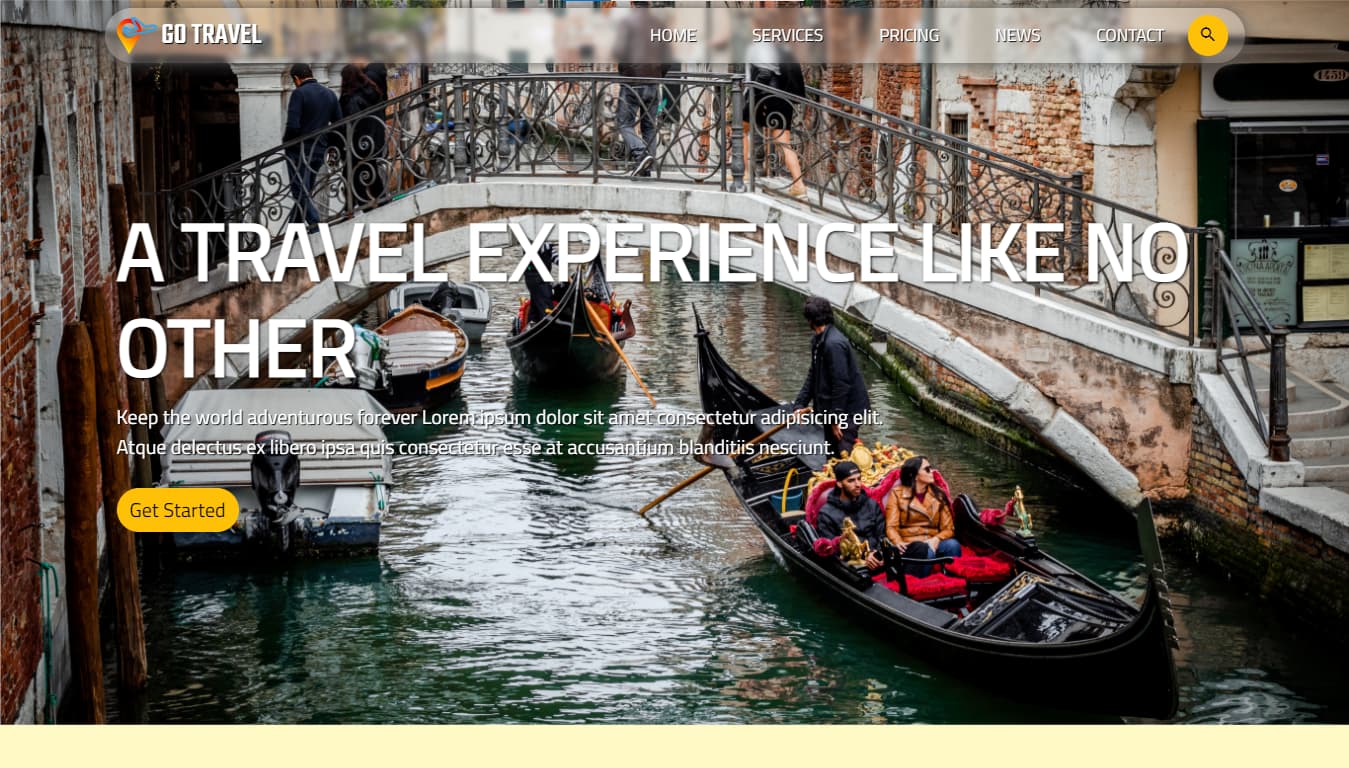 GO TRAVEL
HOME SERVICES PRICING NEWS CONTACT
1459
A TRAVEL EXPERIENCE LIKE NO
OTHER
Keep the world adventurous forever Lorem ipsum dolor sit amet consectetur adipisicing elit.
Atque delectus ex libero ipsa quis consectetur esse at accusantium blanditiis nesciunt.
Get Started